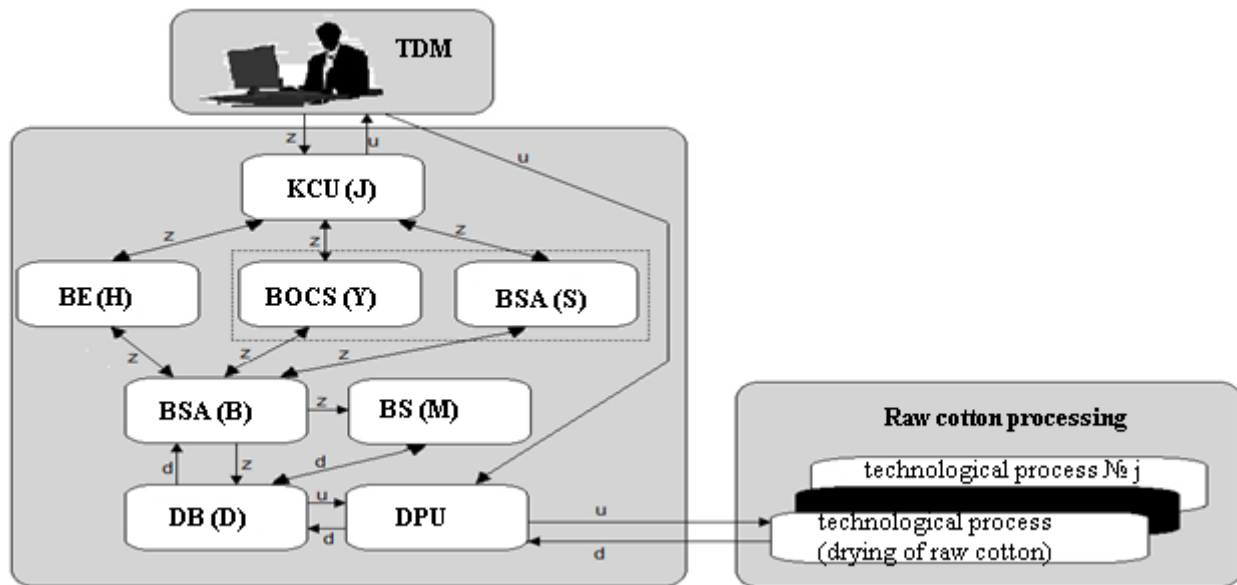 TDM
z
u
u
KCU (J)
z
z
z
BE (H)
BOCS (Y)
BSA (S)
z
z
z
BSA (B)
z
BS (M)
d
z
d
DB (D)
u
d
DPU
u
d
Raw cotton processing
technological process № j
technological process
(drying of raw cotton)